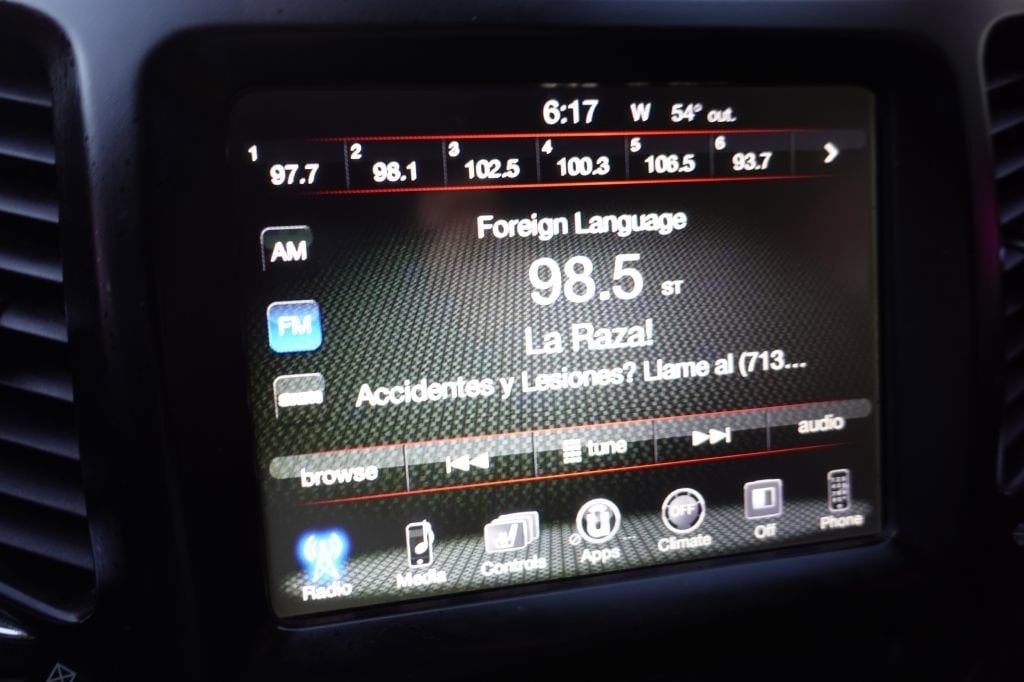 6:17 W 54° out.
1 97.7 2 98.1 3 102.5 4 100.3 5 106.5 6 93.7
Foreign Language
AM
98.5 ST
FM
La Raza!
Accidentes y Lesiones? Llame al (713...
browse tune audio
OFF
Radio Media Controls Apps Climate Off Phone